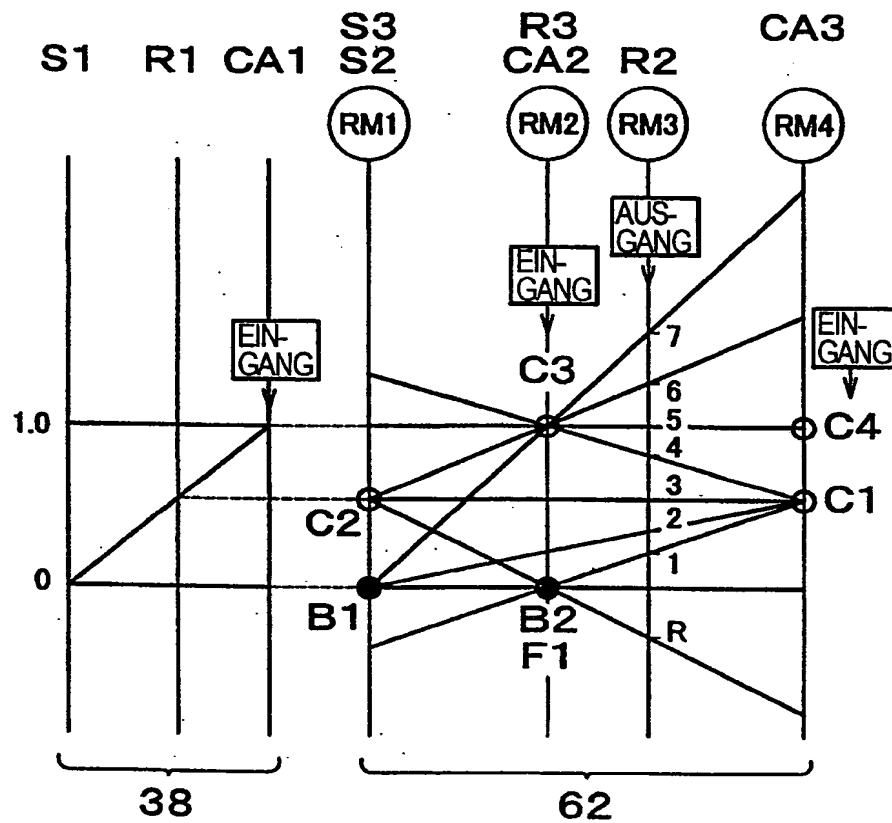 S3 R3 CA3
S1 R1 CA1 S2 CA2 R2
RM1 RM2 RM3 RM4
AUS-
GANG
EIN-
GANG
EIN-
GANG
EIN-
GANG
7
C3
6
1.0
5
C4
4
3
C1
C2
2
1
0
B1
B2
R
F1
38
62